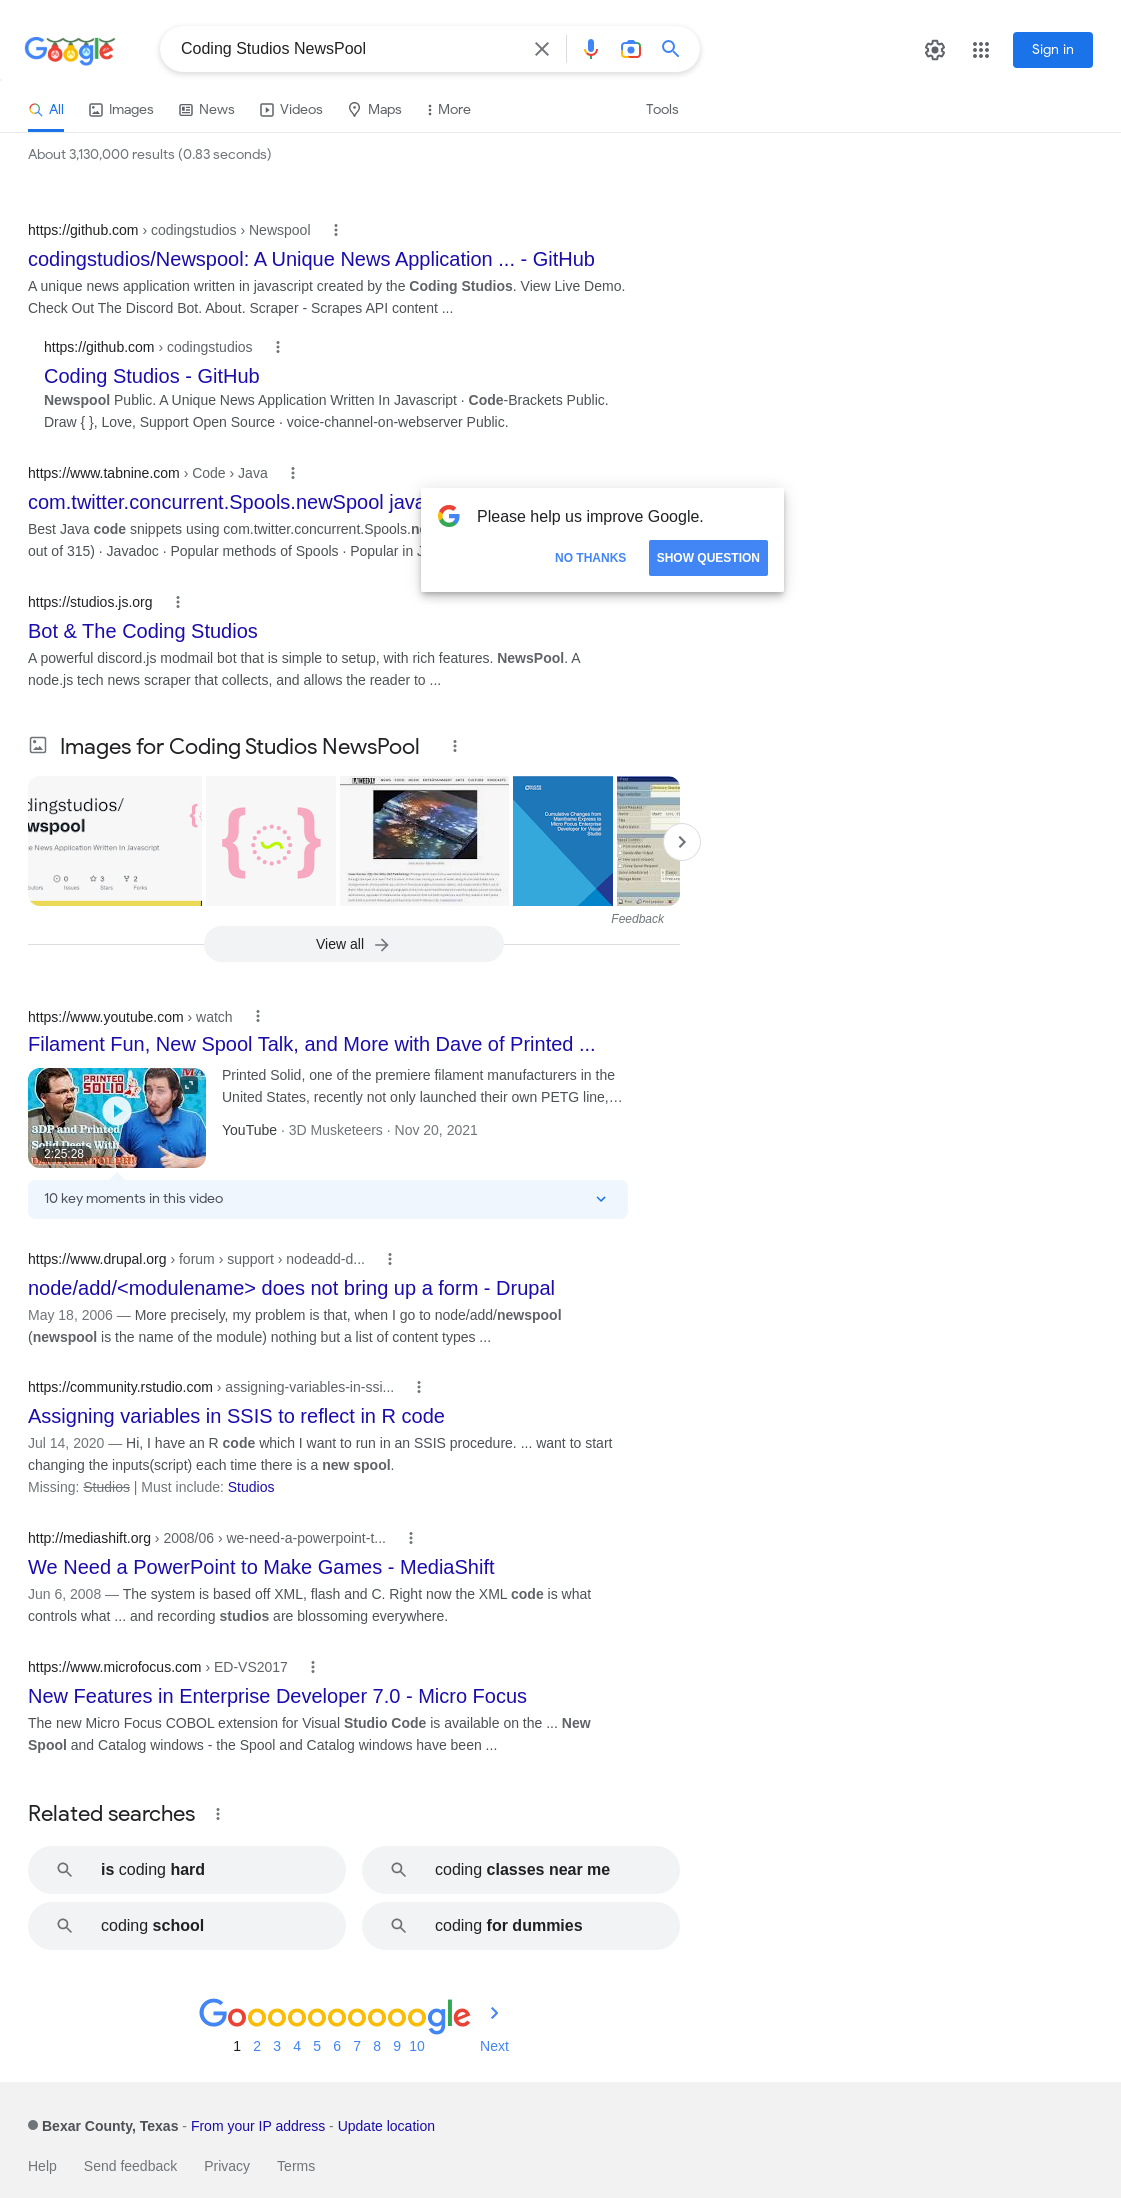 Google
Coding Studios NewsPool
Sign in
All
Images
News
Videos
Maps
More
Tools
About 3,130,000 results (0.83 seconds)
https://github.com › codingstudios › Newspool
codingstudios/Newspool: A Unique News Application ... - GitHub
A unique news application written in javascript created by the Coding Studios. View Live Demo.
Check Out The Discord Bot. About. Scraper - Scrapes API content ...
https://github.com › codingstudios
Coding Studios - GitHub
Newspool Public. A Unique News Application Written In Javascript · Code-Brackets Public.
Draw { }, Love, Support Open Source · voice-channel-on-webserver Public.
https://www.tabnine.com › Code › Java
com.twitter.concurrent.Spools.newSpool java
Best Java code snippets using com.twitter.concurrent.Spools.
out of 315) · Javadoc · Popular methods of Spools · Popular in
Please help us improve Google.
NO THANKS
SHOW QUESTION
https://studios.js.org
Bot & The Coding Studios
A powerful discord.js modmail bot that is simple to setup, with rich features. NewsPool. A
node.js tech news scraper that collects, and allows the reader to ...
Images for Coding Studios NewsPool
dingstudios/
wspool
e News Application Written In Javascript
0
3
2
Issues
Stars
Forks
WEEKLY
Cumulative Changes from
Mainframe Express to
Micro Focus Enterprise
Developer for Visual
Studio
Feedback
View all
https://www.youtube.com › watch
Filament Fun, New Spool Talk, and More with Dave of Printed ...
PRINTED
SOLID
3DP and Printed
Solid Deets With
2:25:28
Printed Solid, one of the premiere filament manufacturers in the
United States, recently not only launched their own PETG line,...
YouTube · 3D Musketeers · Nov 20, 2021
10 key moments in this video
https://www.drupal.org › forum › support › nodeadd-d...
node/add/<modulename> does not bring up a form - Drupal
May 18, 2006 — More precisely, my problem is that, when I go to node/add/newspool
(newspool is the name of the module) nothing but a list of content types ...
https://community.rstudio.com › assigning-variables-in-ssi...
Assigning variables in SSIS to reflect in R code
Jul 14, 2020 — Hi, I have an R code which I want to run in an SSIS procedure. ... want to start
changing the inputs(script) each time there is a new spool.
Missing: Studios | Must include: Studios
http://mediashift.org › 2008/06 › we-need-a-powerpoint-t...
We Need a PowerPoint to Make Games - MediaShift
Jun 6, 2008 — The system is based off XML, flash and C. Right now the XML code is what
controls what ... and recording studios are blossoming everywhere.
https://www.microfocus.com › ED-VS2017
New Features in Enterprise Developer 7.0 - Micro Focus
The new Micro Focus COBOL extension for Visual Studio Code is available on the ... New
Spool and Catalog windows - the Spool and Catalog windows have been ...
Related searches
is coding hard
coding classes near me
coding school
coding for dummies
Goooooooooogle
1 2 3 4 5 6 7 8 9 10 Next
Bexar County, Texas - From your IP address - Update location
Help Send feedback Privacy Terms